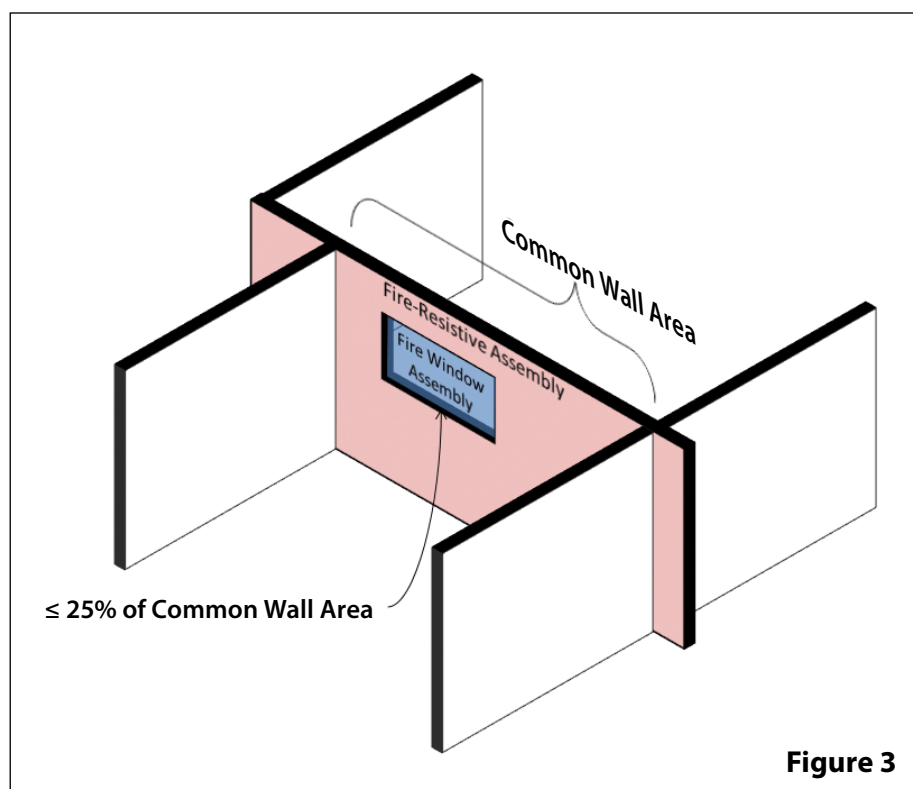 Common Wall Area
Fire-Resistive Assembly
Fire Window
Assembly
≤ 25% of Common Wall Area
Figure 3